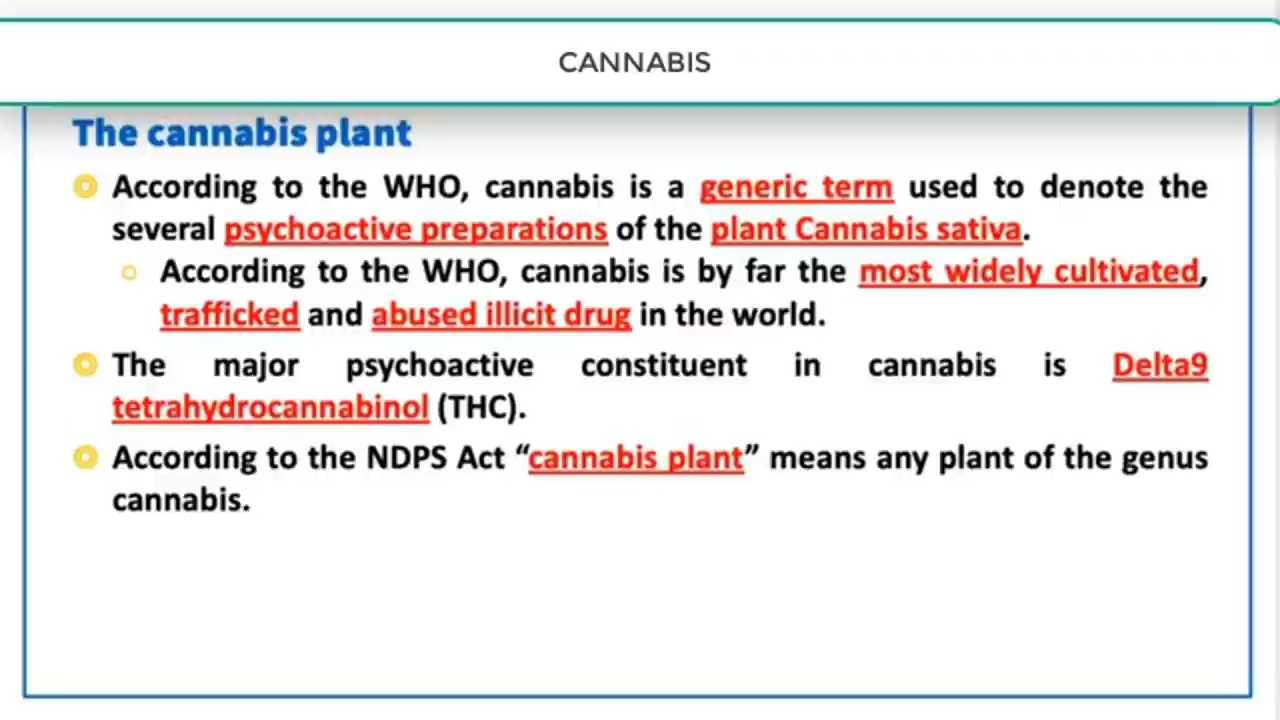 CANNABIS
The cannabis plant
According to the WHO, cannabis is a generic term used to denote the
several psychoactive preparations of the plant Cannabis sativa.
According to the WHO, cannabis is by far the most widely cultivated,
trafficked and abused illicit drug in the world.
The major psychoactive constituent in cannabis is Delta9
tetrahydrocannabinol (THC).
According to the NDPS Act “cannabis plant” means any plant of the genus
cannabis.